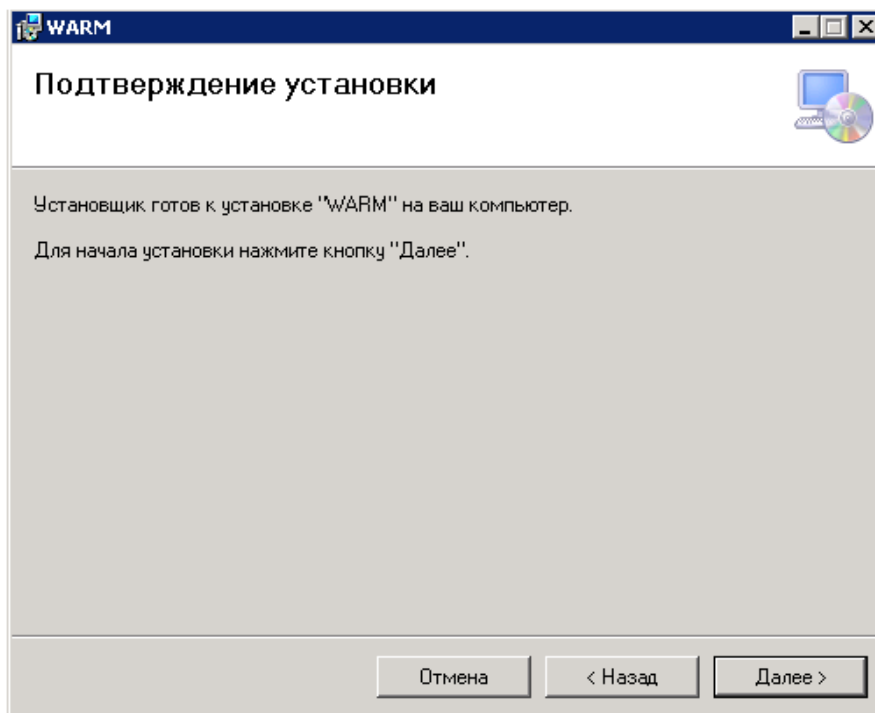 WARM
Подтверждение установки
Установщик готов к установке "WARM" на ваш компьютер.
Для начала установки нажмите кнопку "Далее".
Отмена
< Назад
Далее >